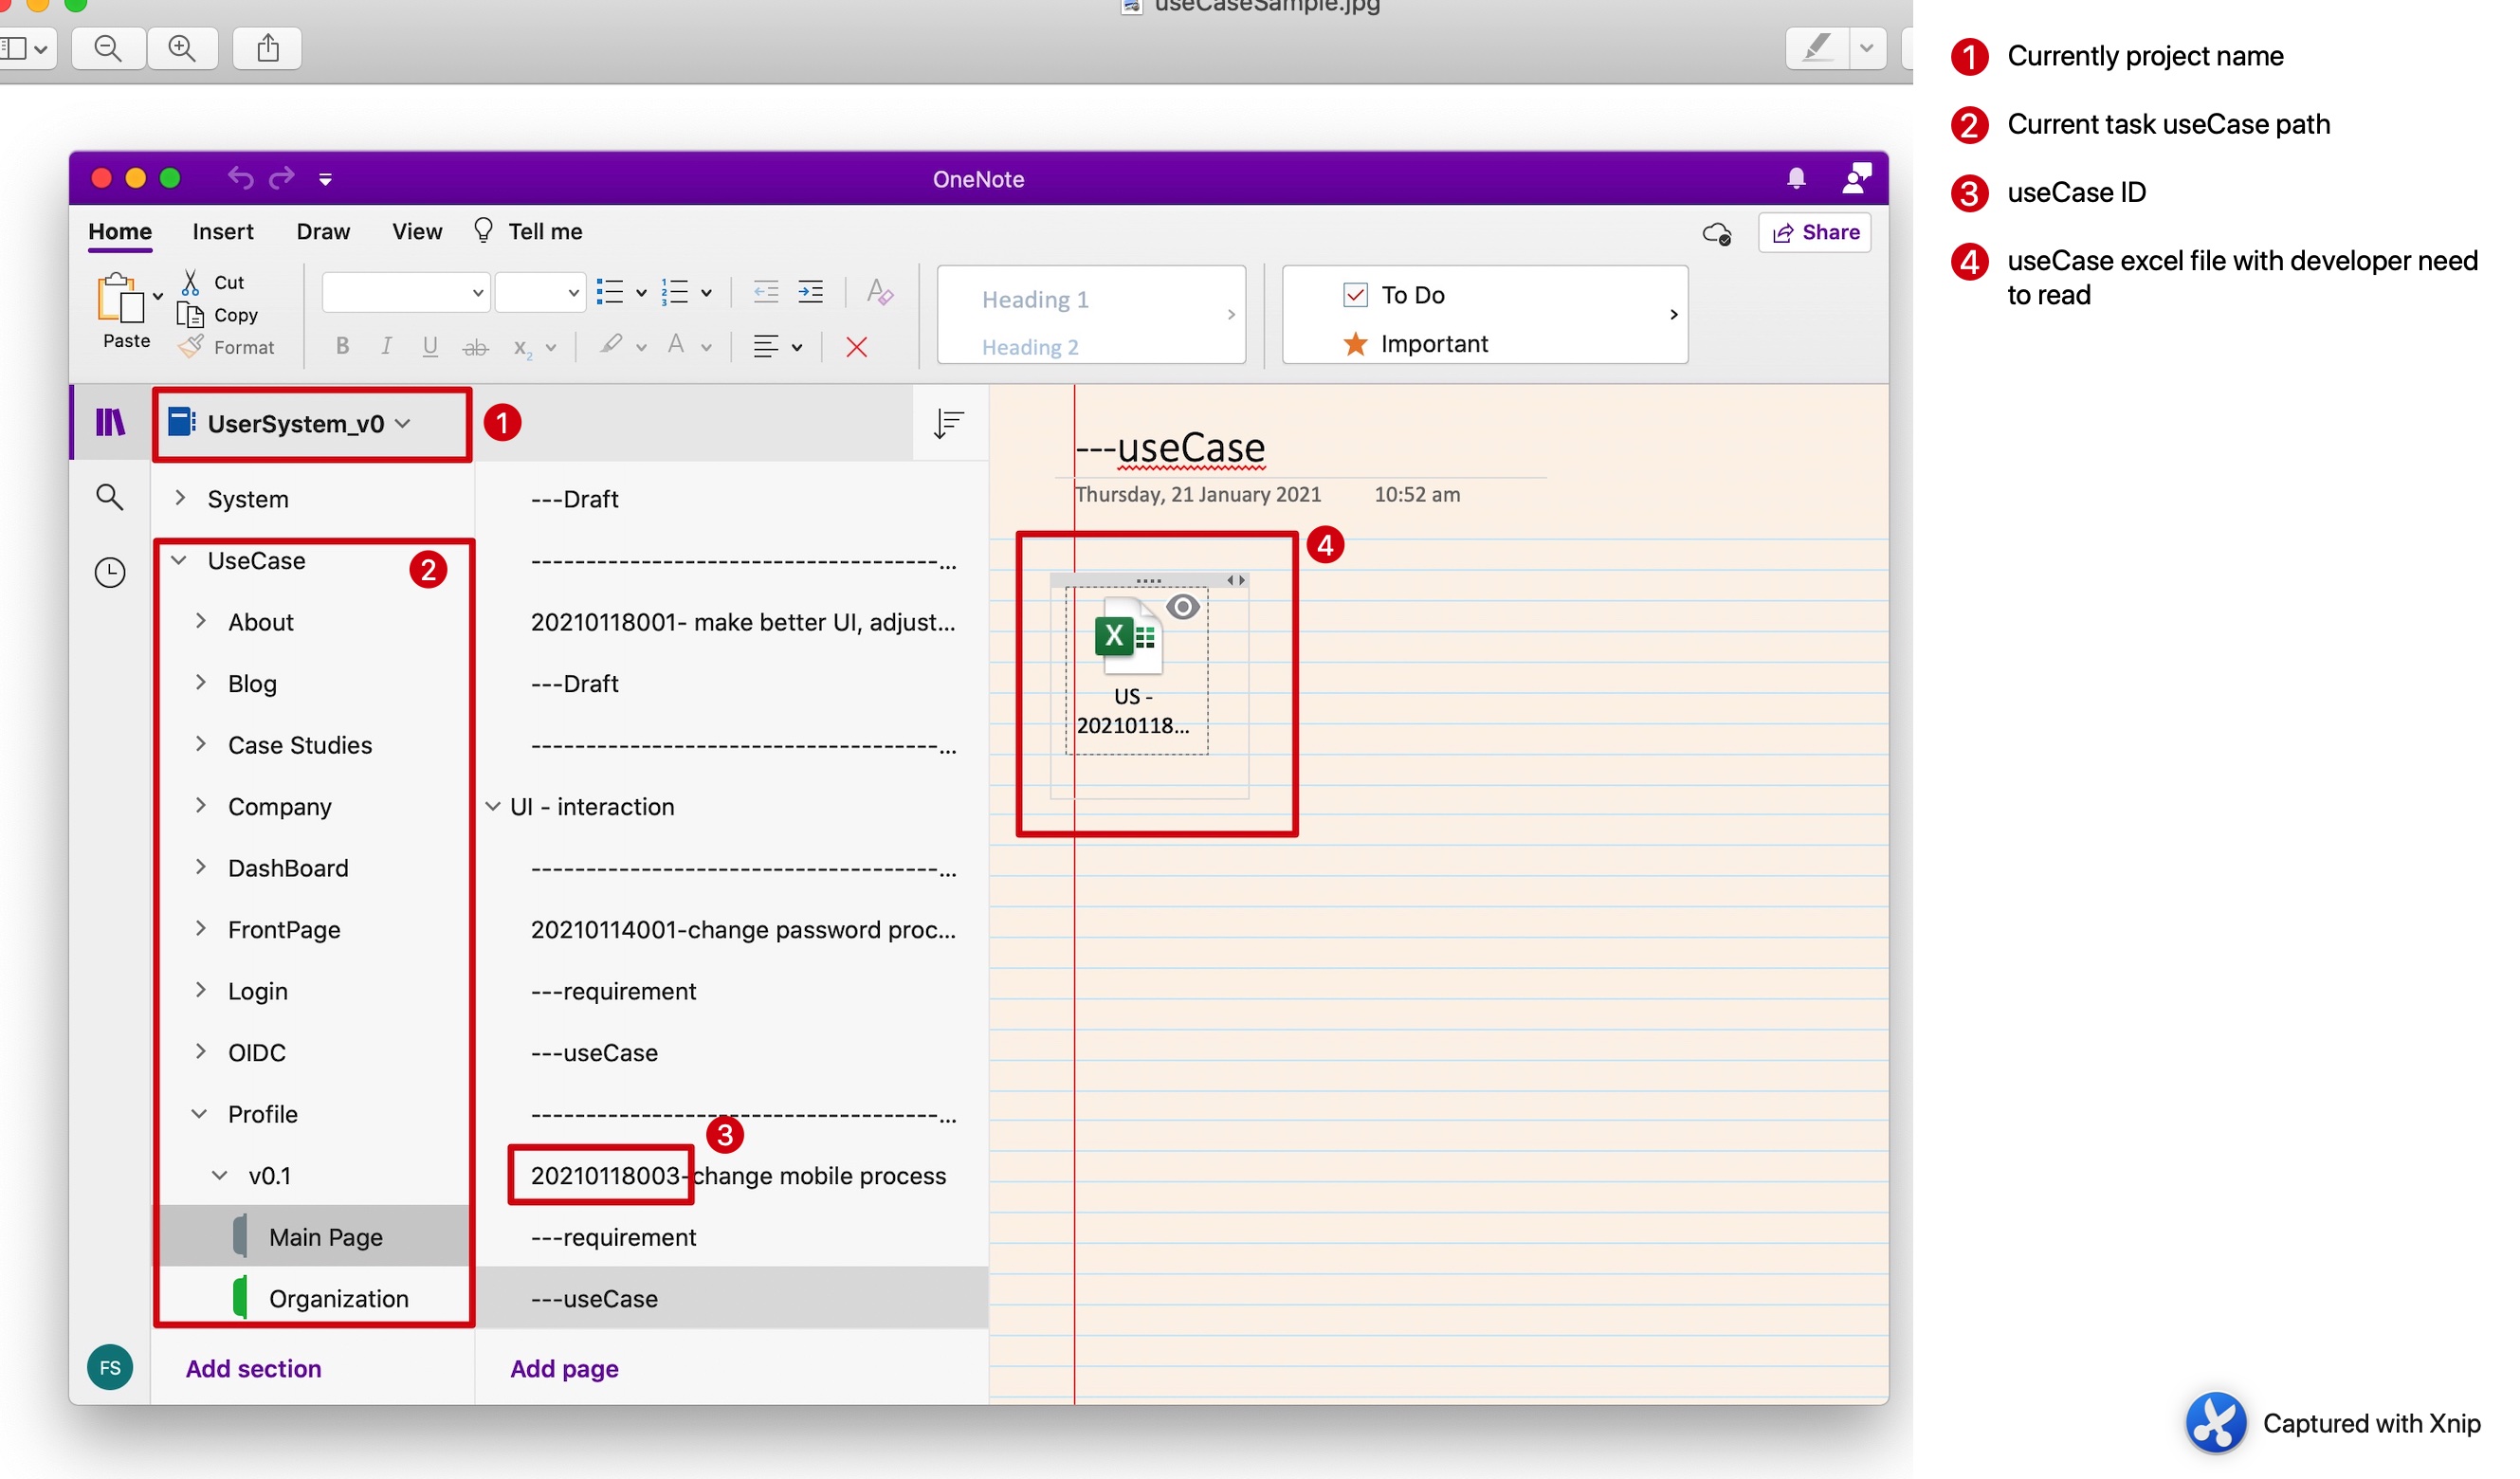 useCaseSample.jpg
OneNote
Home Insert Draw View Tell me
Share
Paste
Cut
Copy
Format
B I U ab x2 A
Heading 1
Heading 2
To Do
Important
UserSystem_v0
1
System
UseCase
2
About
Blog
Case Studies
Company
DashBoard
FrontPage
Login
OIDC
Profile
v0.1
Main Page
Organization
Add section
FS
---Draft
-------------------------------------...
20210118001- make better UI, adjust...
---Draft
-------------------------------------...
UI - interaction
-------------------------------------...
20210114001-change password proc...
---requirement
---useCase
-------------------------------------...
3
20210118003-change mobile process
---requirement
---useCase
Add page
---useCase
Thursday, 21 January 2021 10:52 am
4
X
US -
20210118...
1 Currently project name
2 Current task useCase path
3 useCase ID
4 useCase excel file with developer need
to read
Captured with Xnip